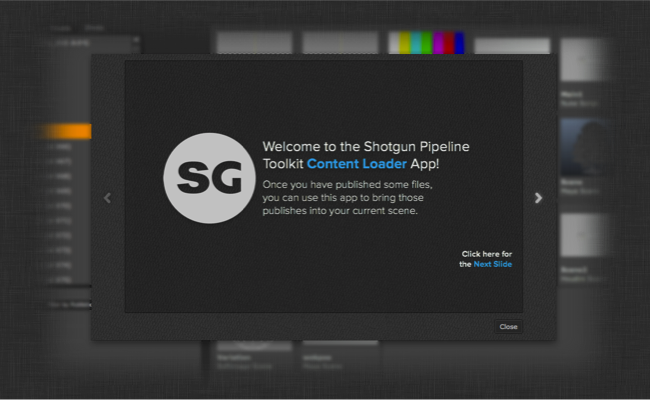 SG
Welcome to the Shotgun Pipeline
Toolkit Content Loader App!
Once you have published some files,
you can use this app to bring those
publishes into your current scene.
Click here for
the Next Slide
Close